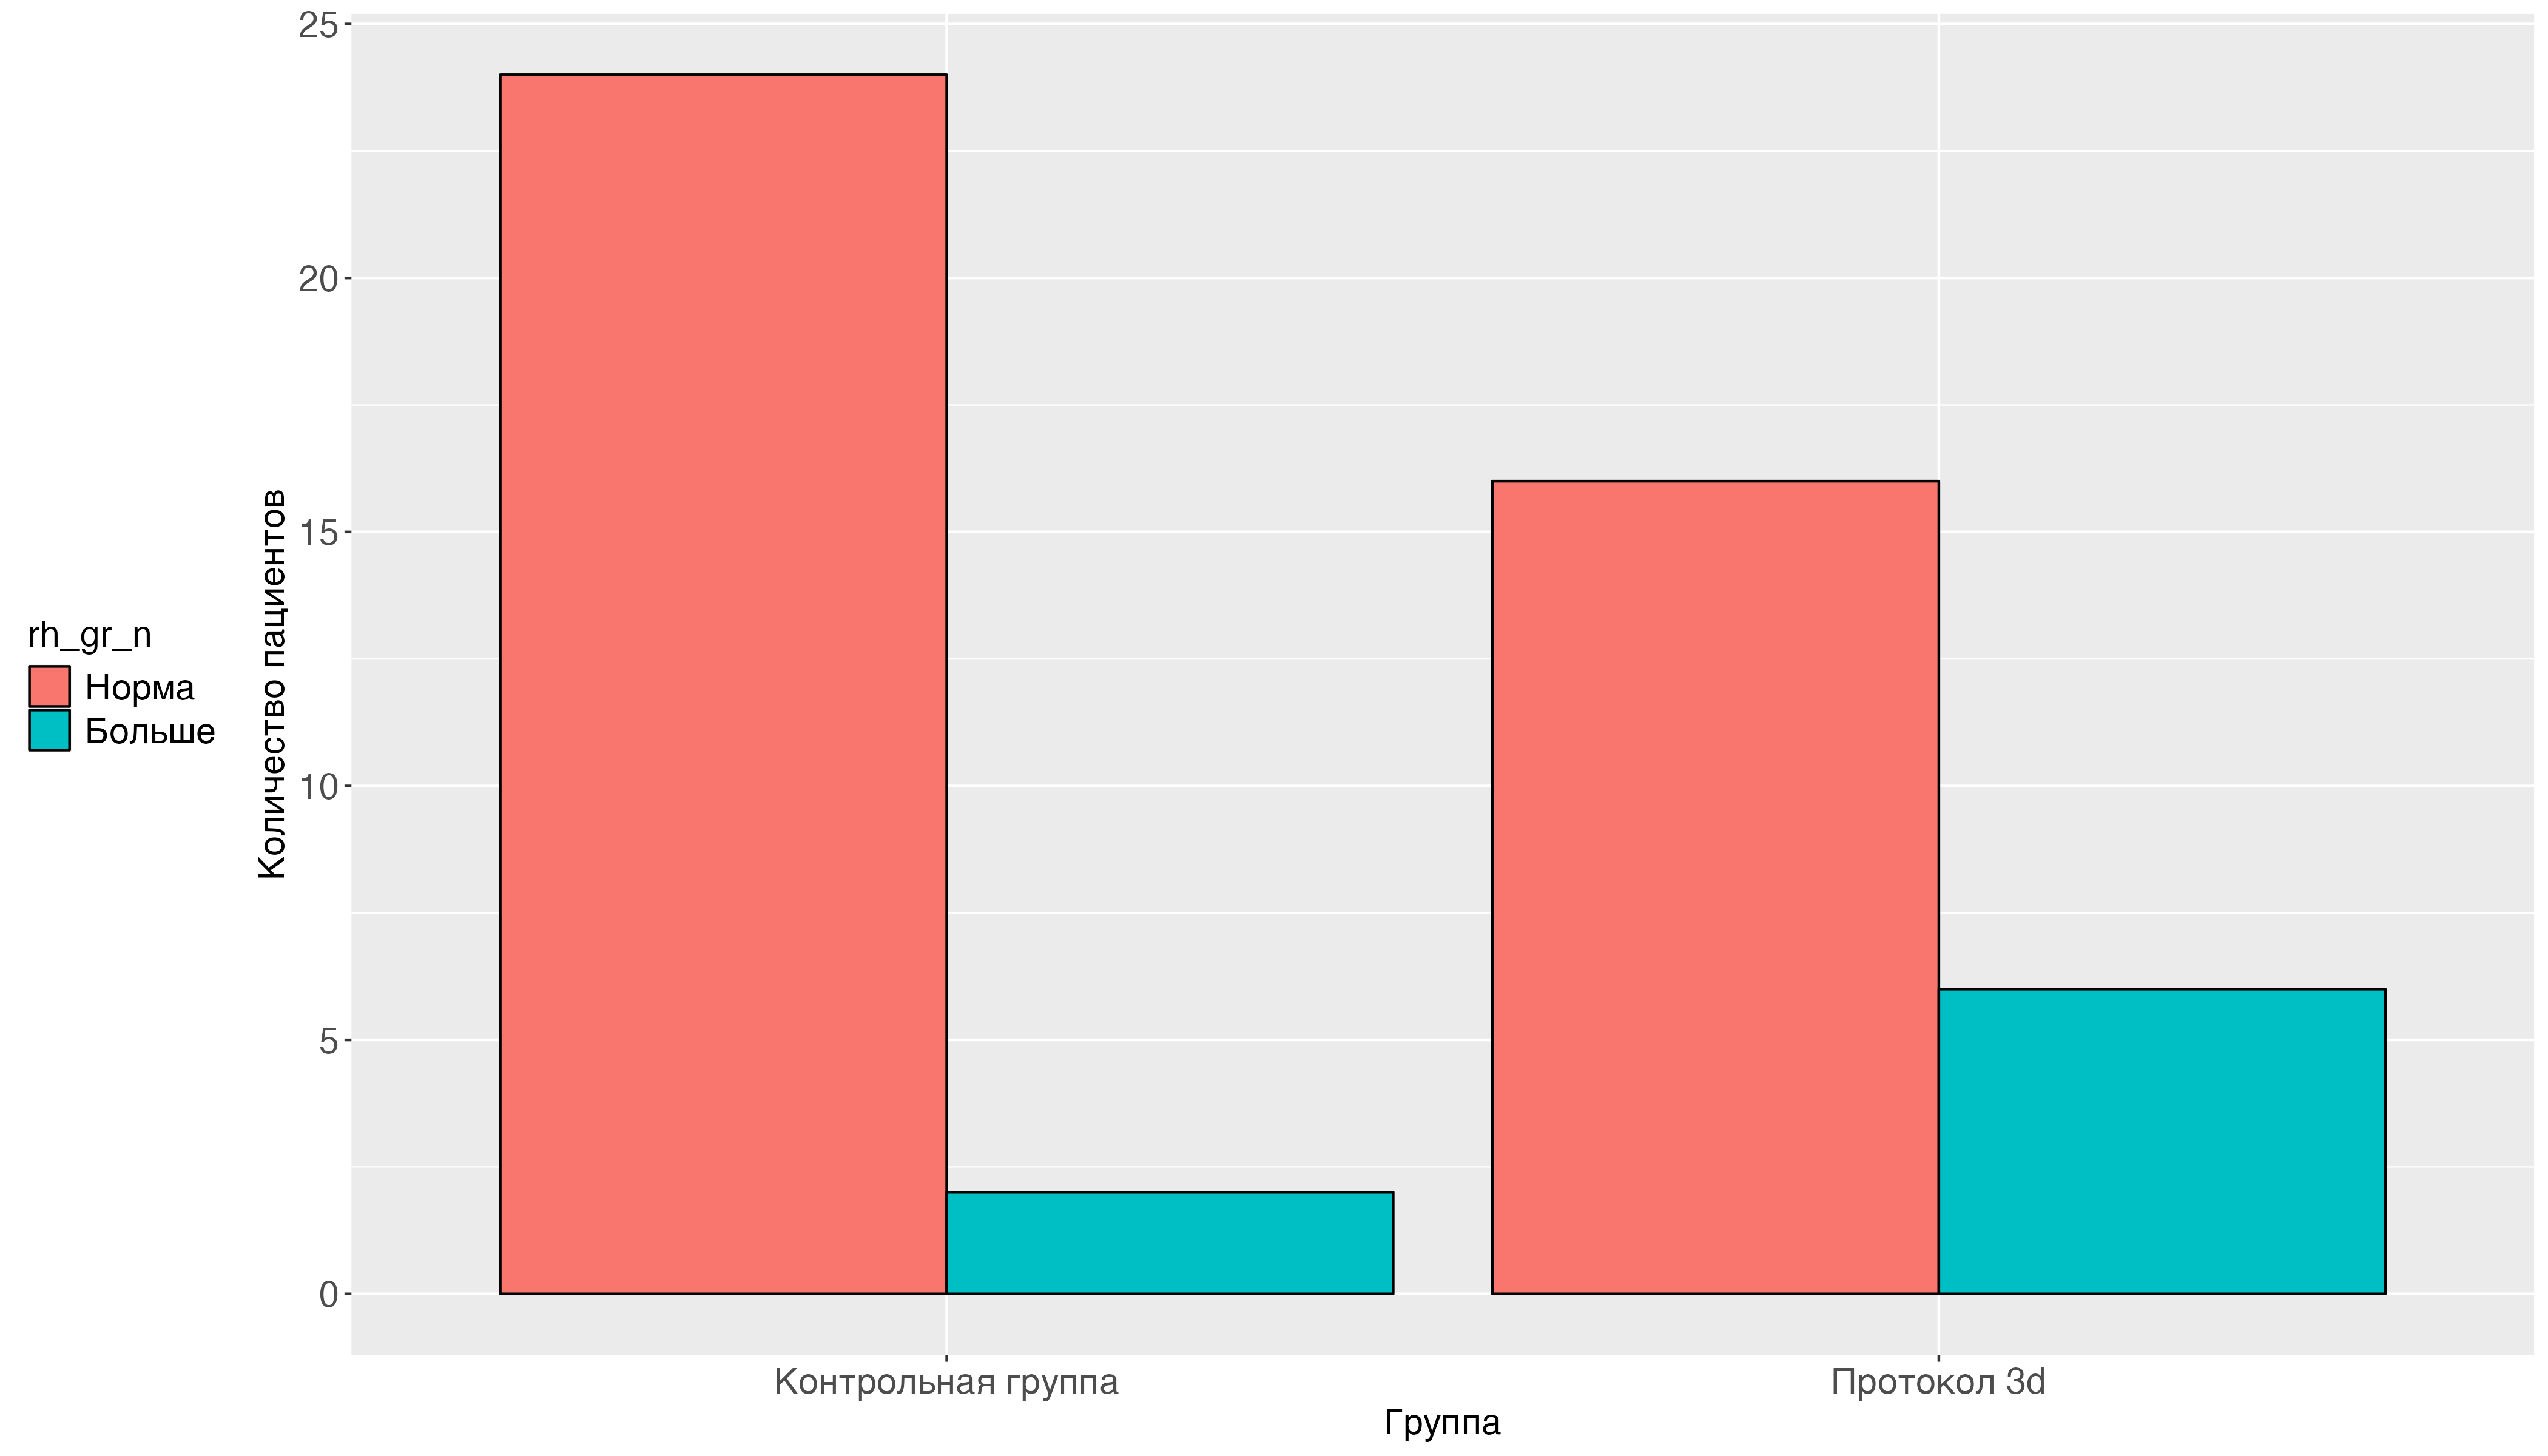 rh_gr_n
Норма
Больше
Количество пациентов
25
20
15
10
5
0
Контрольная группа
Протокол 3d
Группа